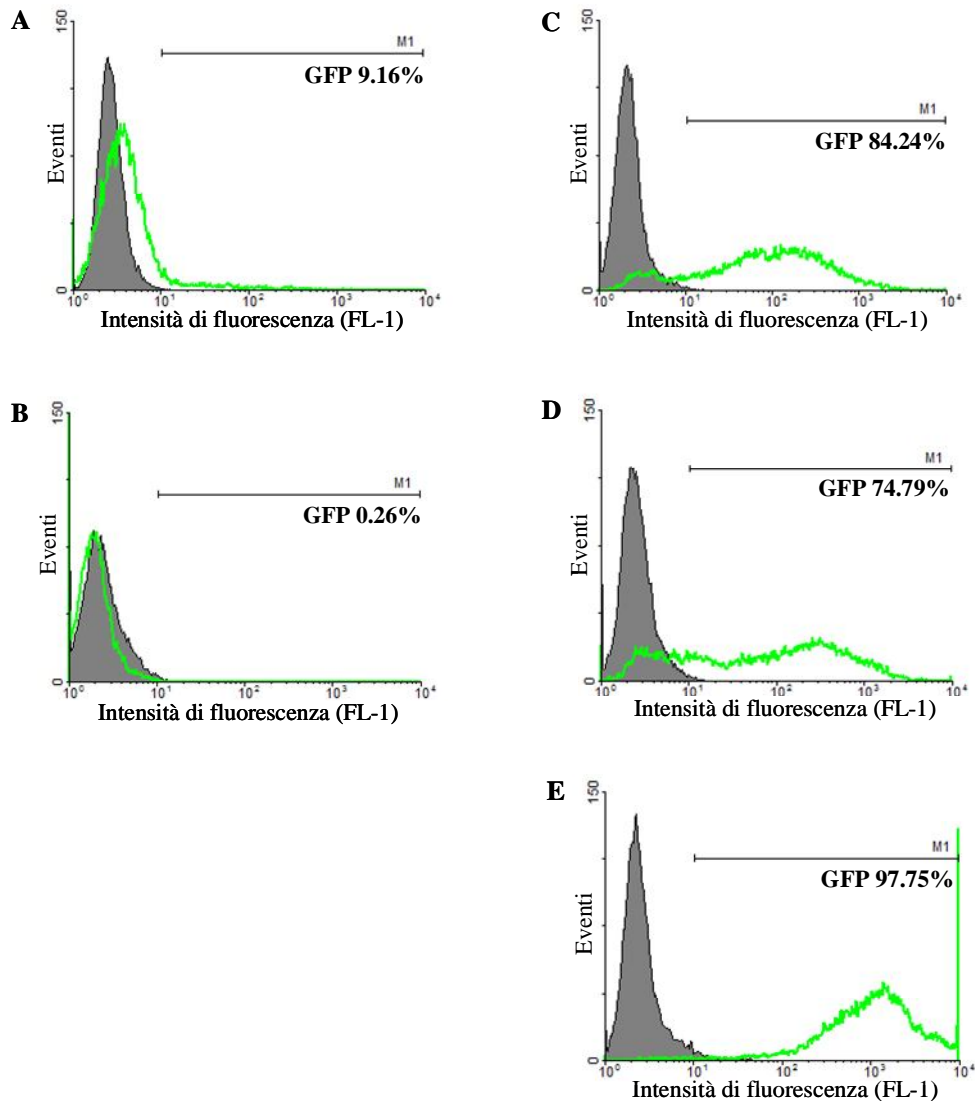 A
150
Eventi
0
M1
GFP 9.16%
10⁰ 10¹ 10² 10³ 10⁴
Intensità di fluorescenza (FL-1)
B
150
Eventi
0
M1
GFP 0.26%
10⁰ 10¹ 10² 10³ 10⁴
Intensità di fluorescenza (FL-1)
C
150
Eventi
0
M1
GFP 84.24%
10⁰ 10¹ 10² 10³ 10⁴
Intensità di fluorescenza (FL-1)
D
150
Eventi
0
M1
GFP 74.79%
10⁰ 10¹ 10² 10³ 10⁴
Intensità di fluorescenza (FL-1)
E
150
Eventi
0
M1
GFP 97.75%
10⁰ 10¹ 10² 10³ 10⁴
Intensità di fluorescenza (FL-1)